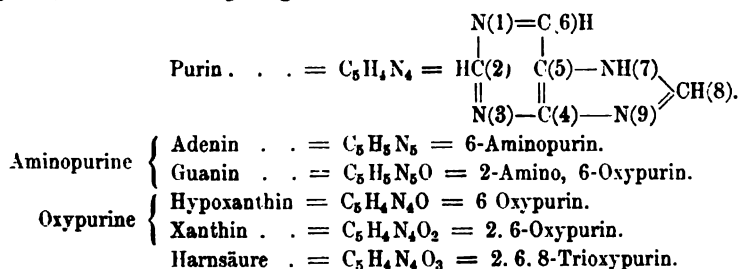 N(1)=C.6)H
Purin . . . = C₅H₄N₄ = HC(2) C(5)—NH(7)
CH(8).
N(3)—C(4)—N(9)
Aminopurine { Adenin . . = C₅H₅N₅ = 6-Aminopurin.
Guanin . . = C₅H₅N₅O = 2-Amino, 6-Oxypurin.
Oxypurine { Hypoxanthin = C₅H₄N₄O = 6 Oxypurin.
Xanthin . . = C₅H₄N₄O₂ = 2. 6-Oxypurin.
Harnsäure . = C₅H₄N₄O₃ = 2. 6. 8-Trioxypurin.